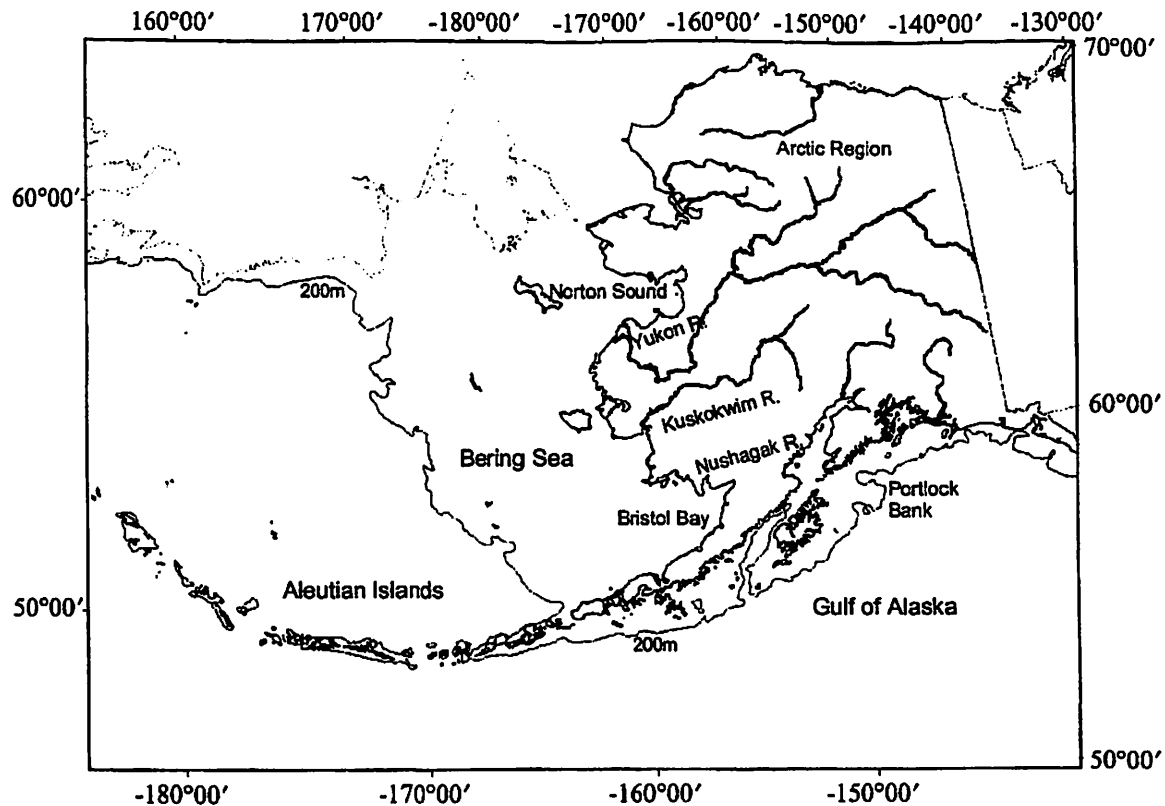 160°00′ 170°00′ -180°00′ -170°00′ -160°00′ -150°00′ -140°00′ -130°00′
70°00′
Arctic Region
60°00′
200m
Norton Sound
Yukon R.
Kuskokwim R.
60°00′
Bering Sea
Nushagak R.
Portlock
Bank
Bristol Bay
Aleutian Islands
Gulf of Alaska
50°00′
200m
50°00′
-180°00′ -170°00′ -160°00′ -150°00′